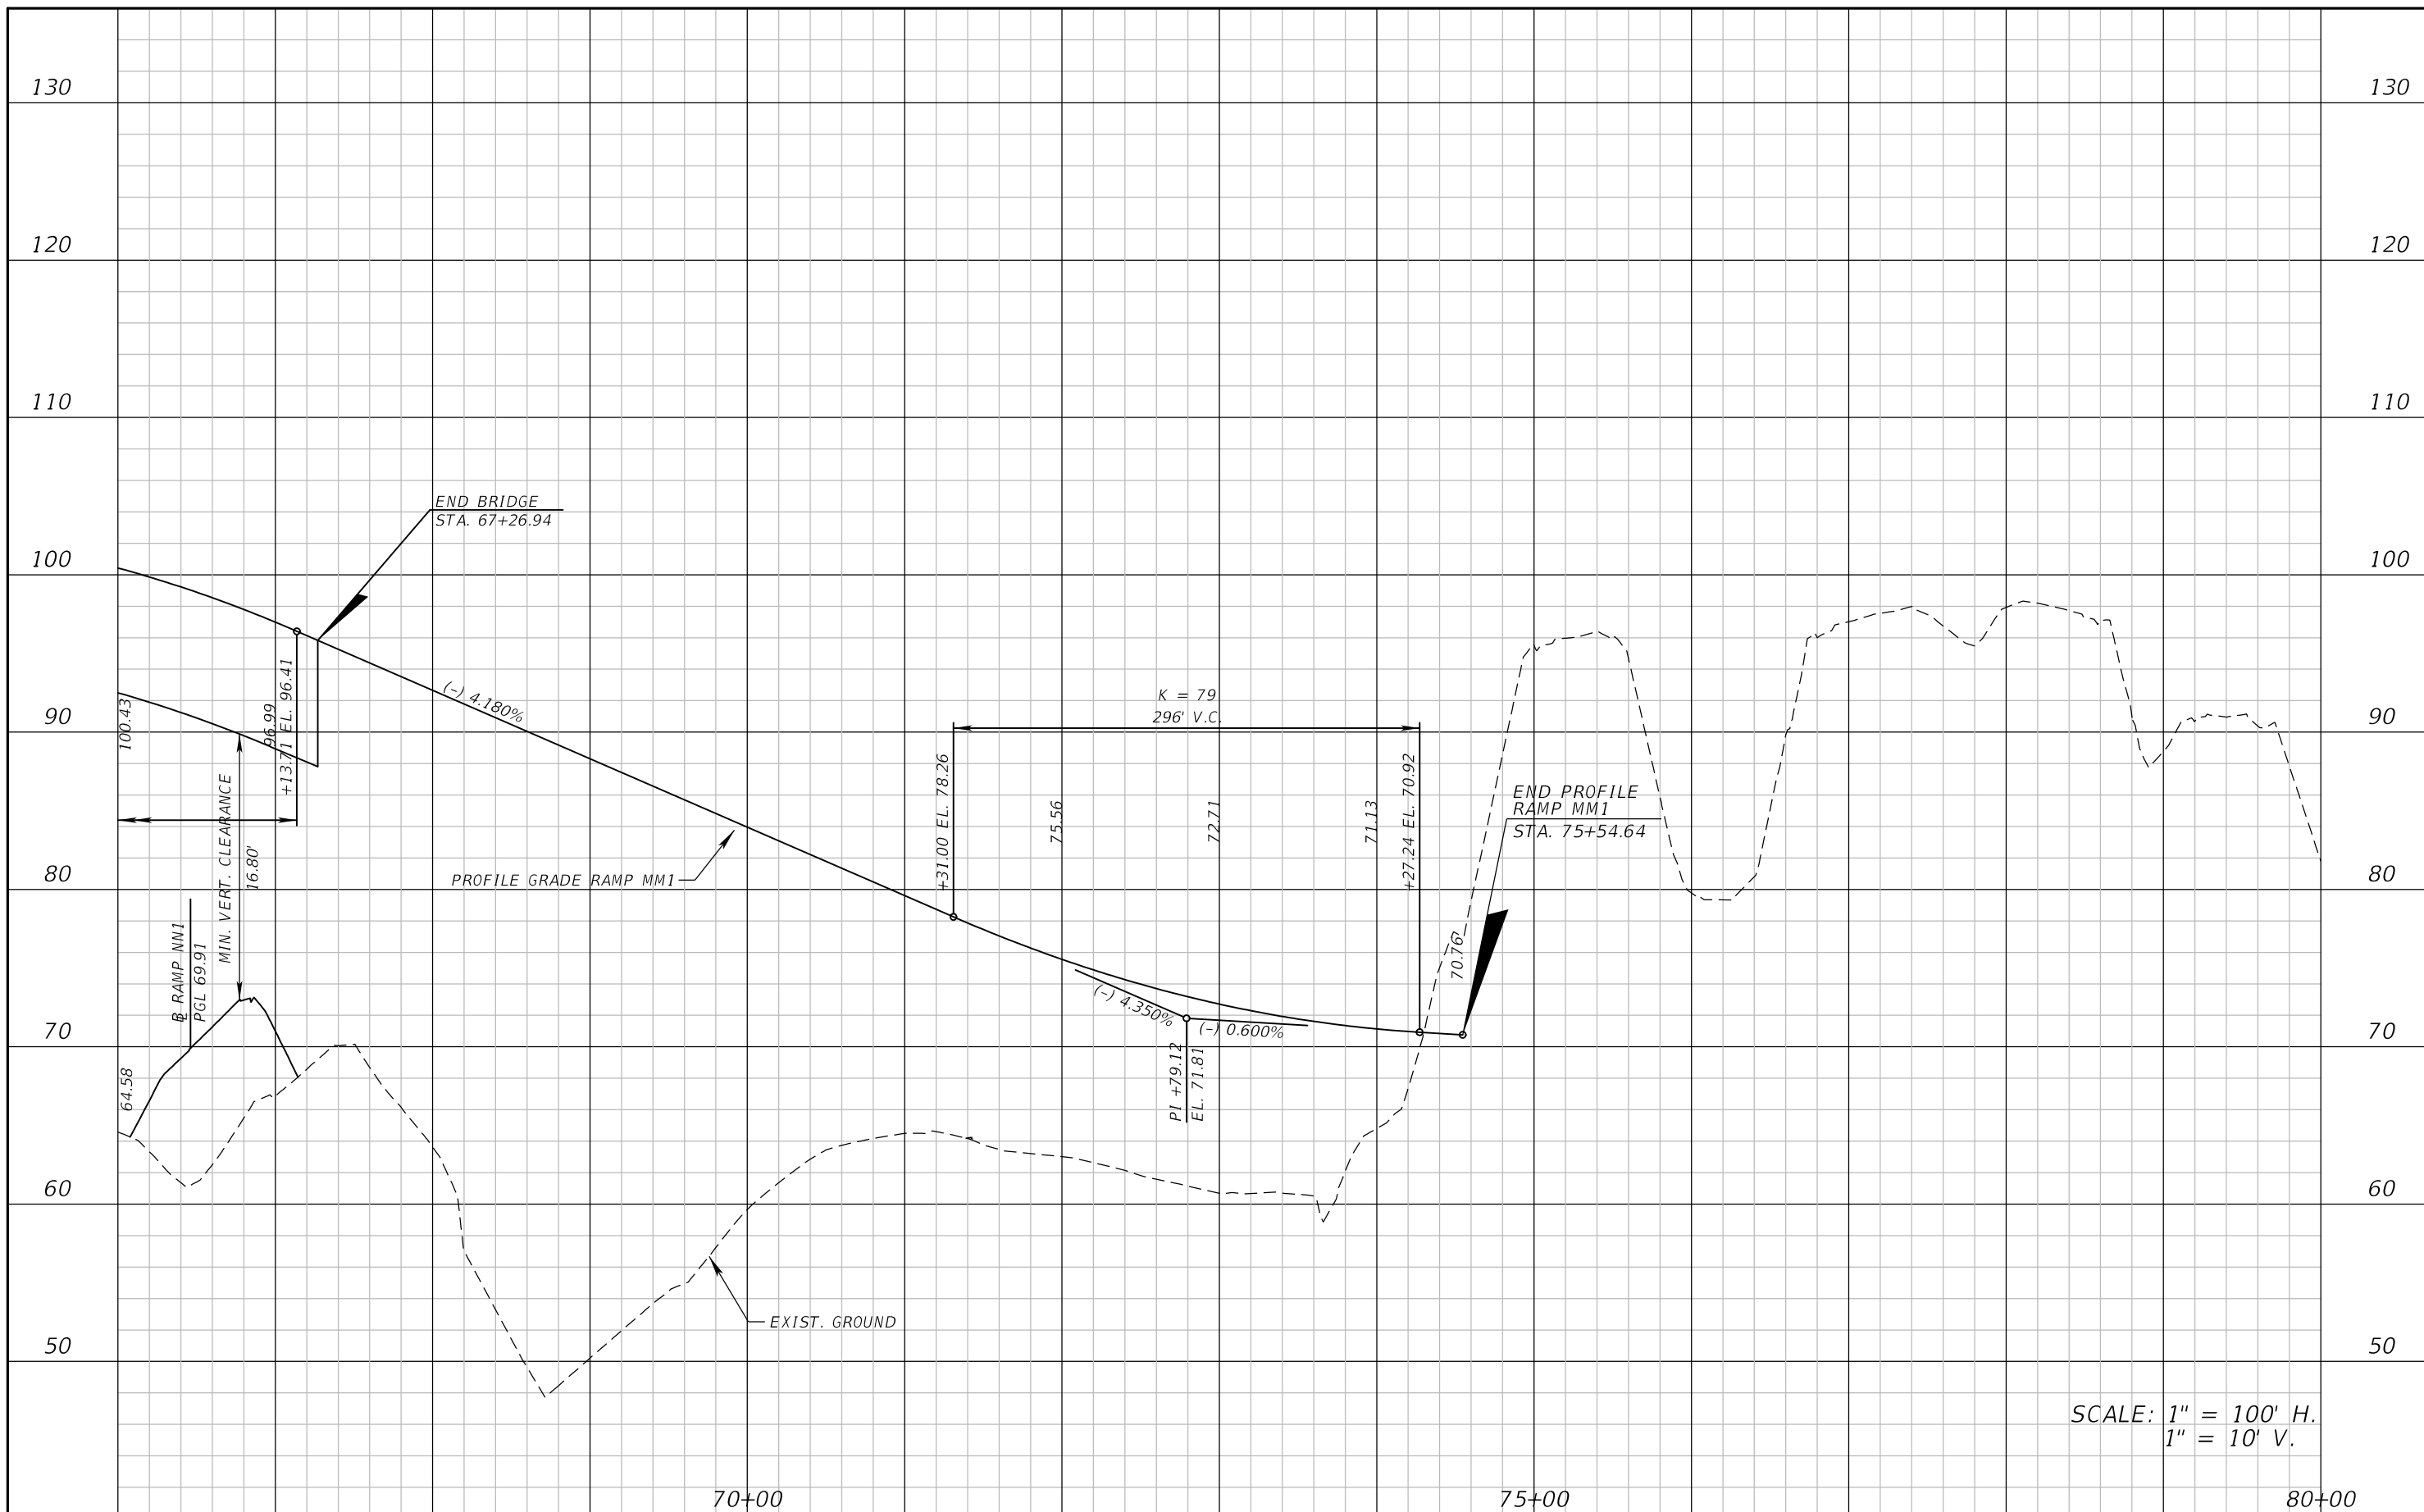 130
130
120
120
110
110
END BRIDGE
STA. 67+26.94
100
100
100.43
96.99
+13.71 EL. 96.41
(-) 4.180%
K = 79
296' V.C.
90
90
MIN. VERT. CLEARANCE
16.80'
+31.00 EL. 78.26
75.56
72.71
71.13
+27.24 EL. 70.92
END PROFILE
RAMP MM1
STA. 75+54.64
PROFILE GRADE RAMP MM1
80
80
RAMP NN1
PGL 69.91
70.76
(-) 4.350%
(-) 0.600%
70
70
64.58
PI +79.12
EL. 71.81
60
60
EXIST. GROUND
50
50
SCALE: 1" = 100' H.
1" = 10' V.
70+00
75+00
80+00